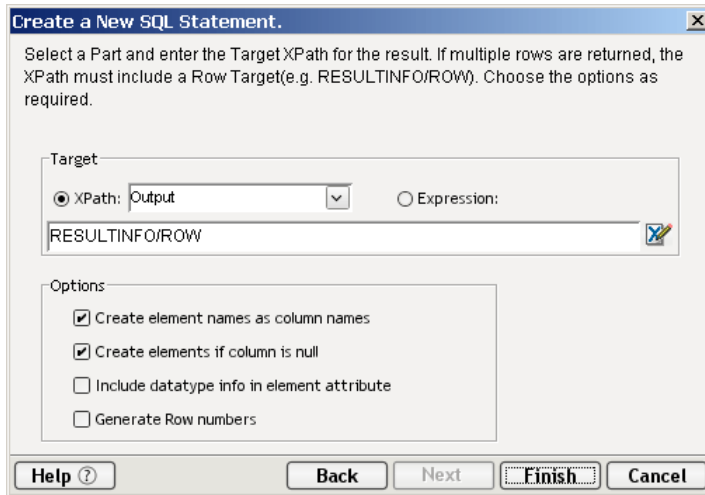 Create a New SQL Statement.
Select a Part and enter the Target XPath for the result. If multiple rows are returned, the
XPath must include a Row Target(e.g. RESULTINFO/ROW). Choose the options as
required.
Target
XPath: Output Expression:
RESULTINFO/ROW
Options
Create element names as column names
Create elements if column is null
Include datatype info in element attribute
Generate Row numbers
Help ? Back Next Finish Cancel